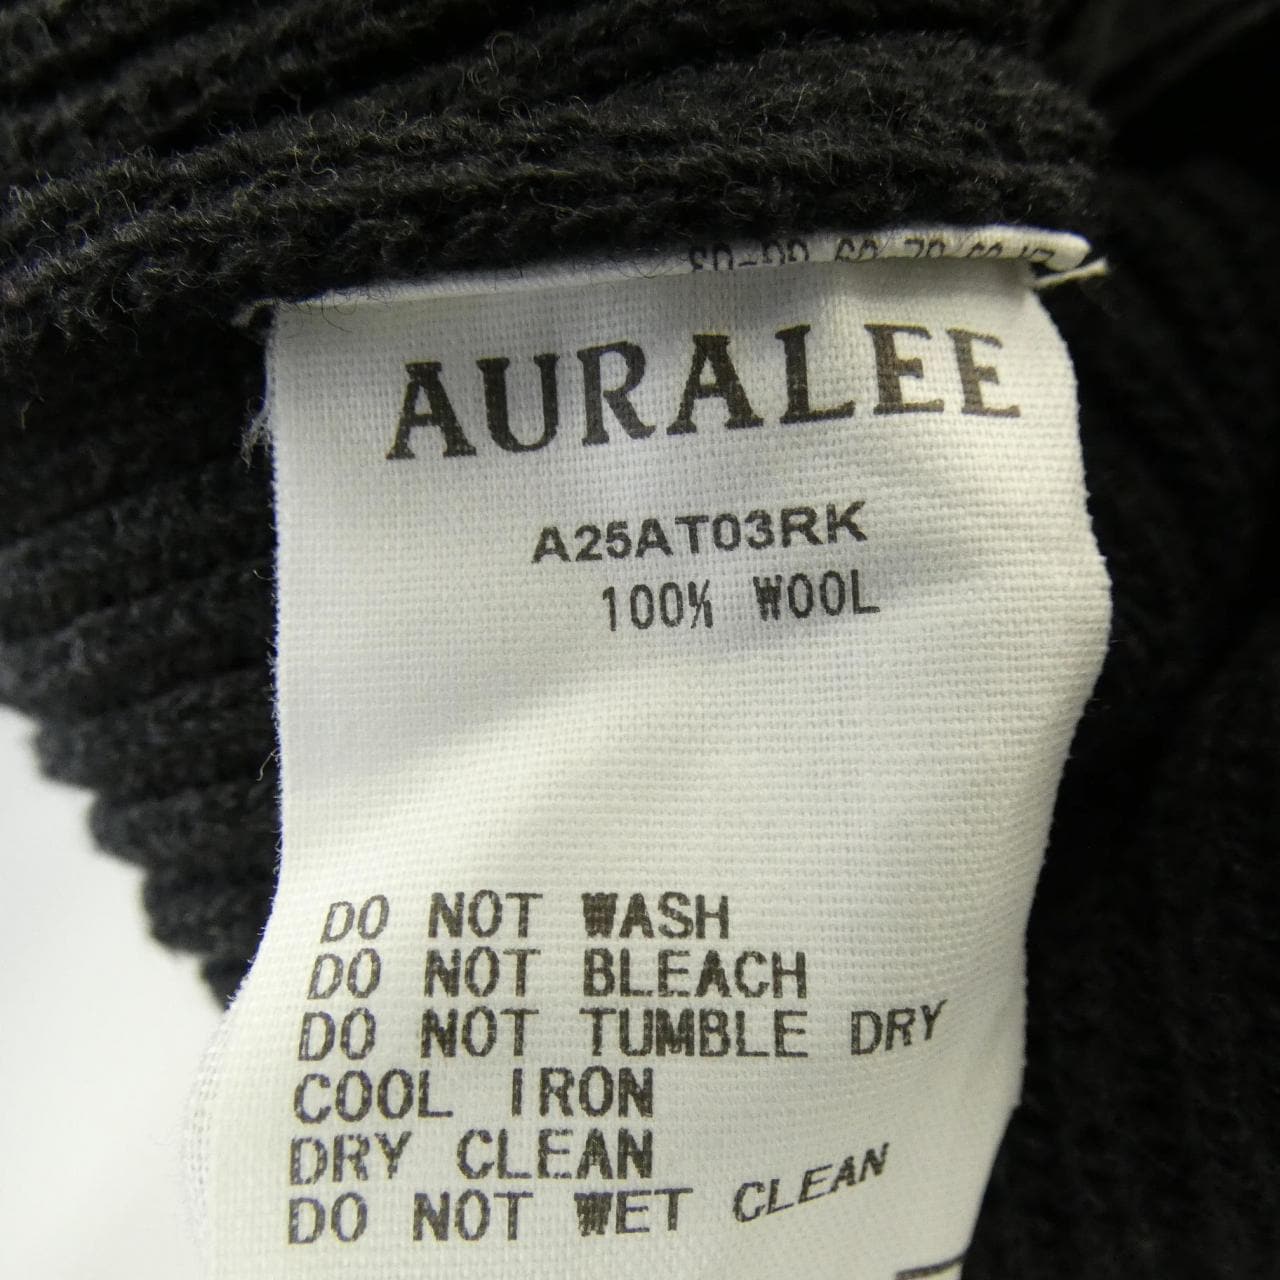 AURALEE
A25AT03RK
100% WOOL
DO NOT WASH
DO NOT BLEACH
DO NOT TUMBLE DRY
COOL IRON
DRY CLEAN
DO NOT WET CLEAN